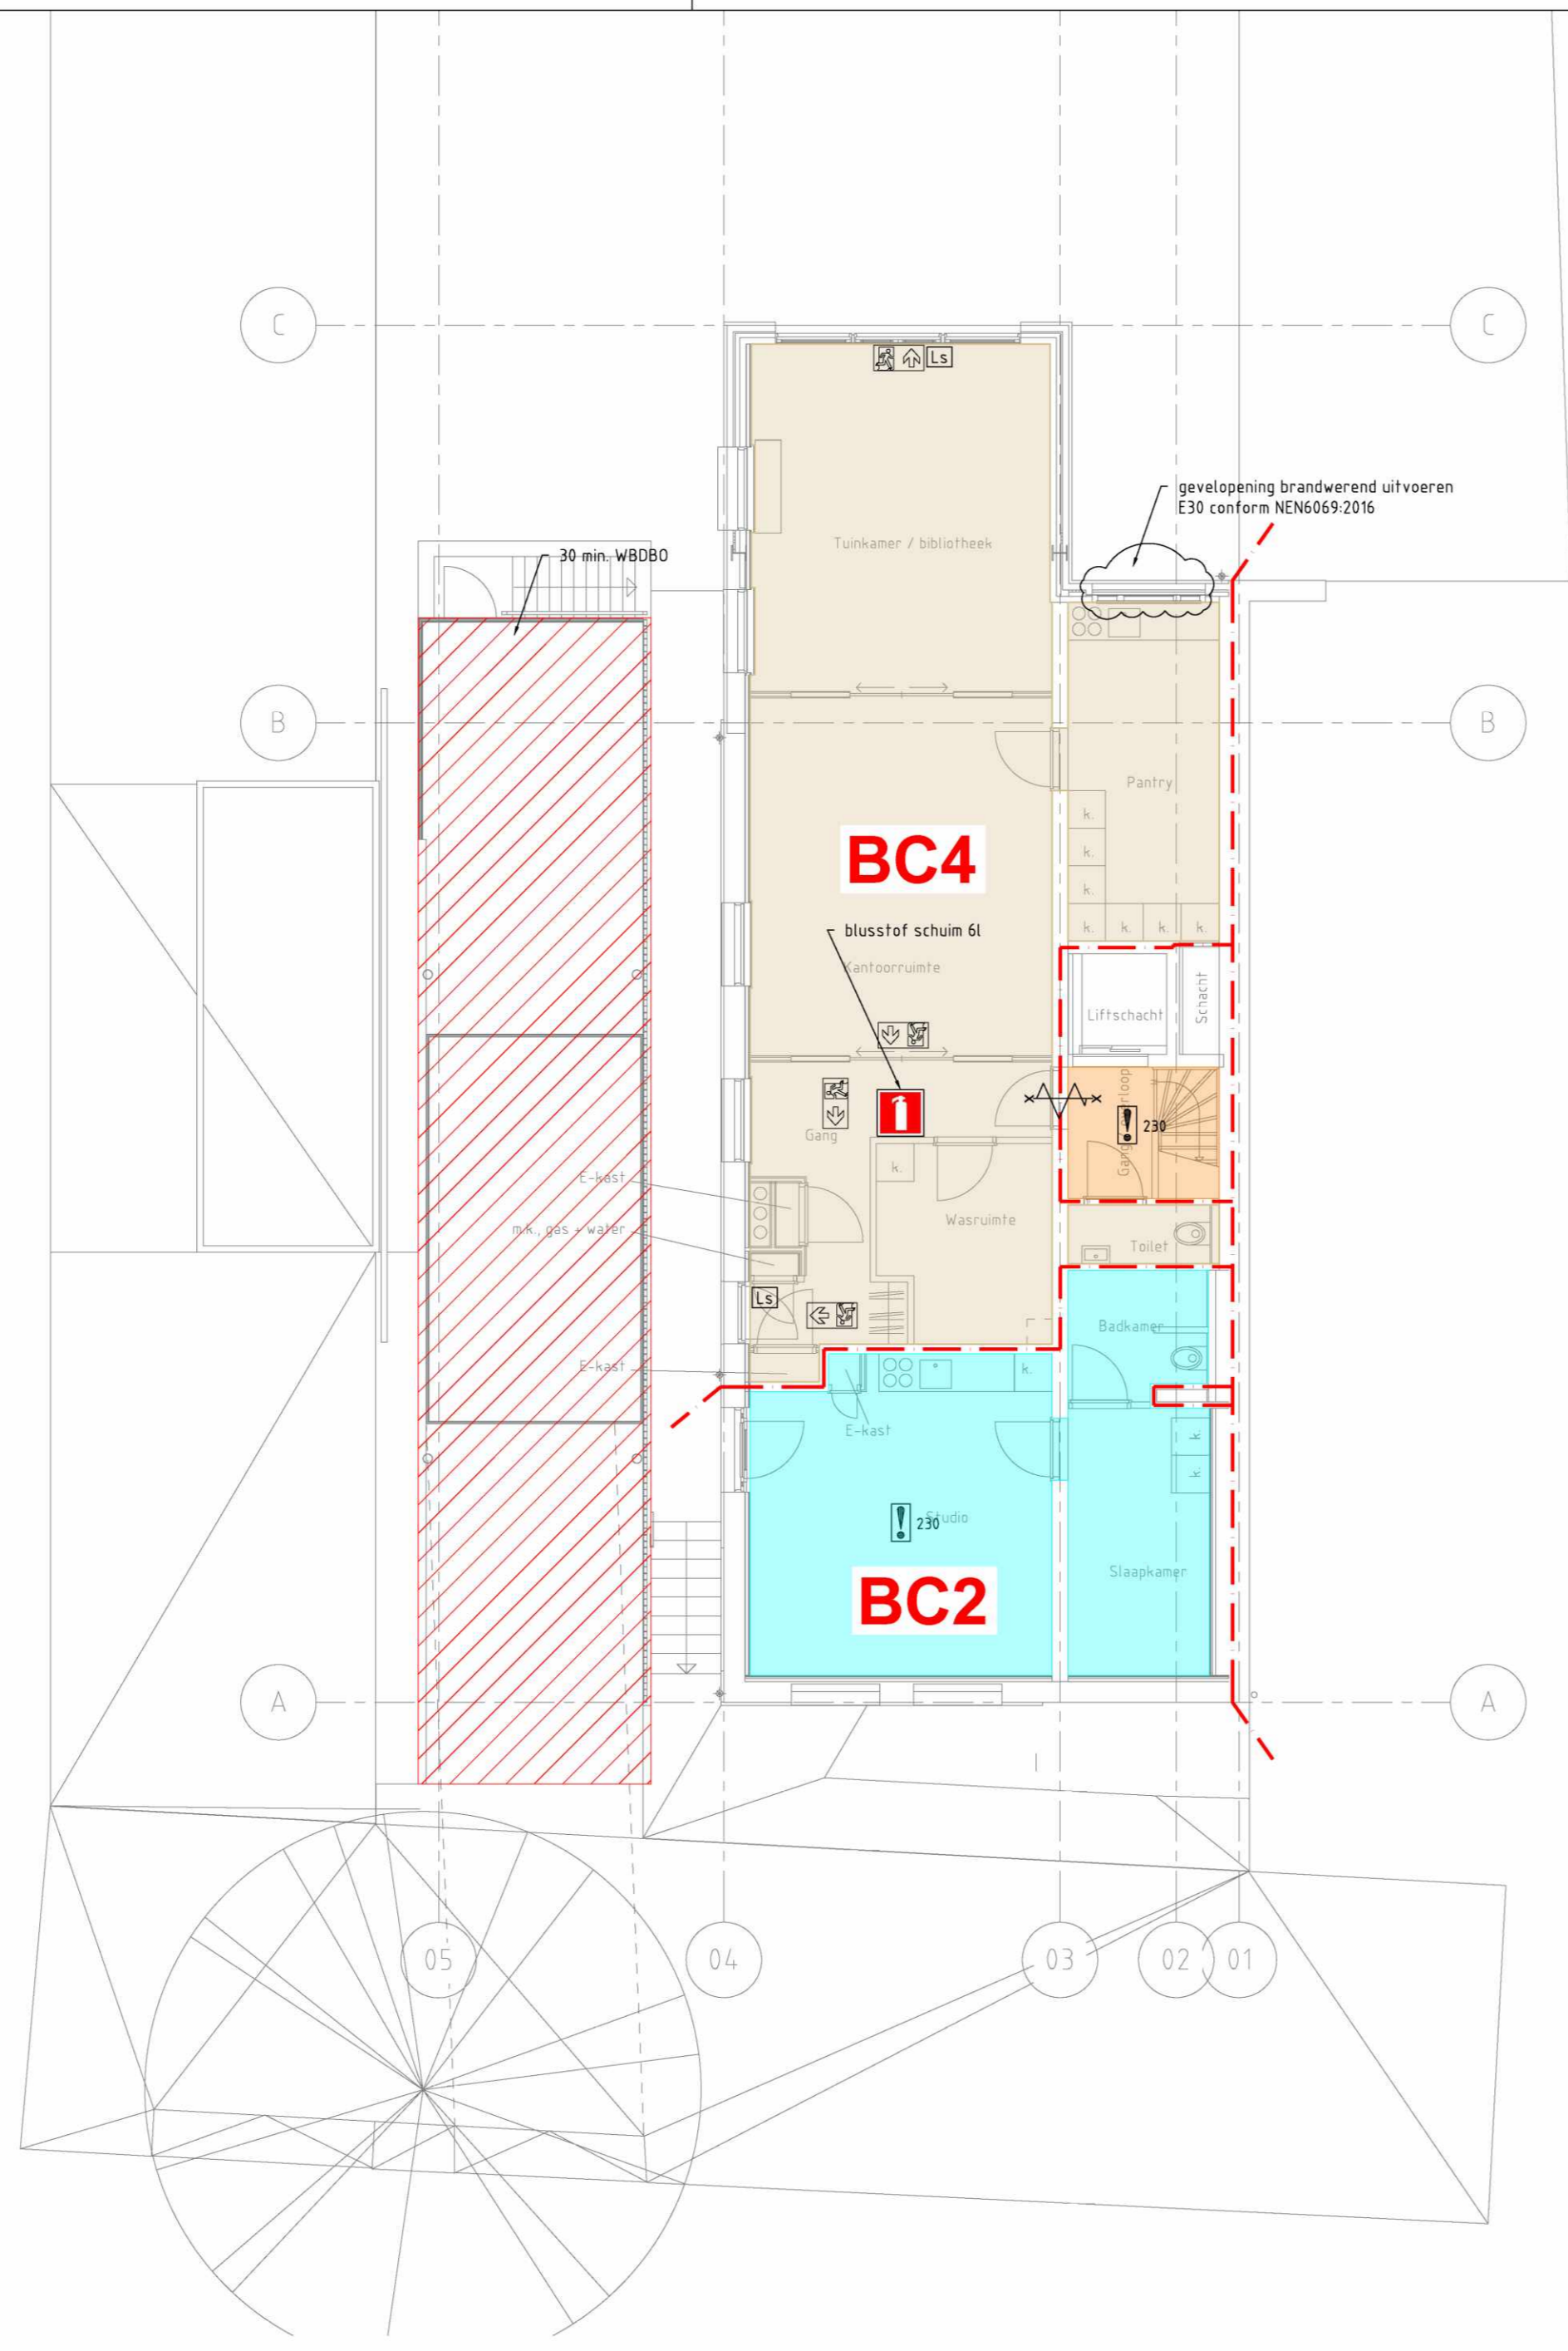 C
C
Ls
gevelopening brandwerend uitvoeren
E30 conform NEN6069:2016
Tuinkamer / bibliotheek
30 min. WBDBO
B
B
Pantry
k.
k.
k.
k.
k.
k.
k.
BC4
blusstof schuim 6l
Kantoorruimte
Schacht
Liftschacht
Gang / overloop
230
Gang
k.
E-kast
Wasruimte
m.k., gas + water
Toilet
Ls
Badkamer
E-kast
k.
E-kast
k.
k.
Studio
230
Slaapkamer
BC2
A
A
05
04
03
02
01